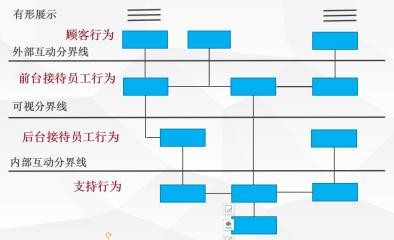 有形展示
顾客行为
外部互动分界线
前台接待员工行为
可视分界线
后台接待员工行为
内部互动分界线
支持行为